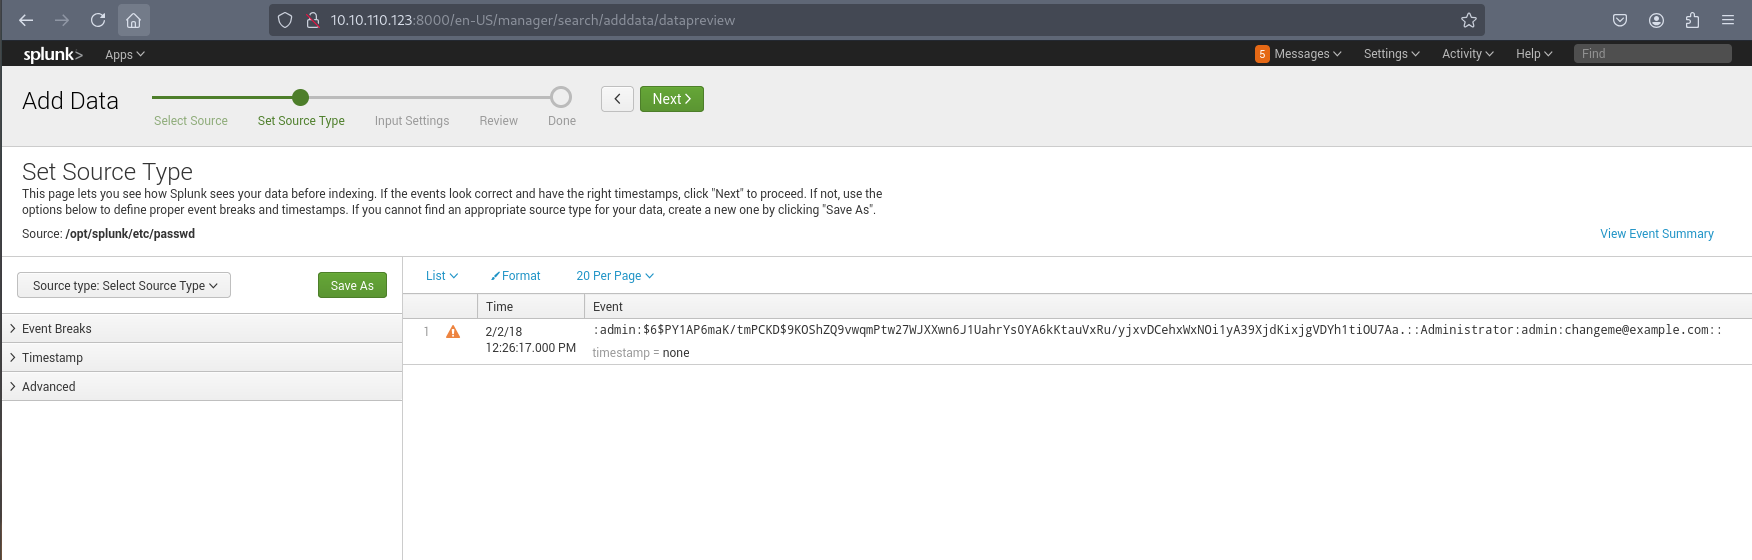 10.10.110.123:8000/en-US/manager/search/adddata/datapreview
splunk> Apps 5 Messages Settings Activity Help Find
Add Data
Select Source Set Source Type Input Settings Review Done
< Next >
Set Source Type
This page lets you see how Splunk sees your data before indexing. If the events look correct and have the right timestamps, click "Next" to proceed. If not, use the
options below to define proper event breaks and timestamps. If you cannot find an appropriate source type for your data, create a new one by clicking "Save As".
Source: /opt/splunk/etc/passwd
View Event Summary
Source type: Select Source Type Save As
Event Breaks
Timestamp
Advanced
List Format 20 Per Page
Time Event
1 2/2/18
12:26:17.000 PM
:admin:$6$PY1AP6maK/tmPCKD$9KOShZQ9vwqmPtw27WJXXwn6J1UahrYsOYA6kKtauVxRu/yjxvDCehxWxNOi1yA39XjdKixjgVDYh1tiOU7Aa.::Administrator:admin:changeme@example.com::
timestamp = none